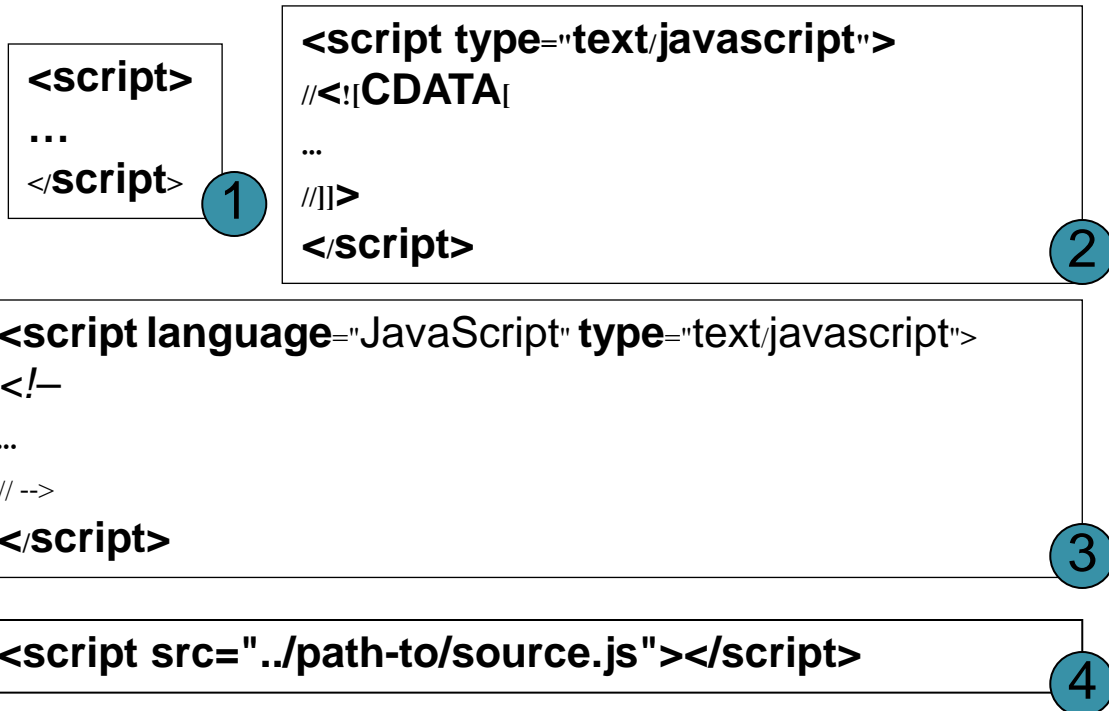 <script>
…
</script>
1
<script type="text/javascript">
//<![CDATA[
...
//]]>
</script>
2
<script language="JavaScript" type="text/javascript">
<!–
...
// -->
</script>
3
<script src="../path-to/source.js"></script>
4